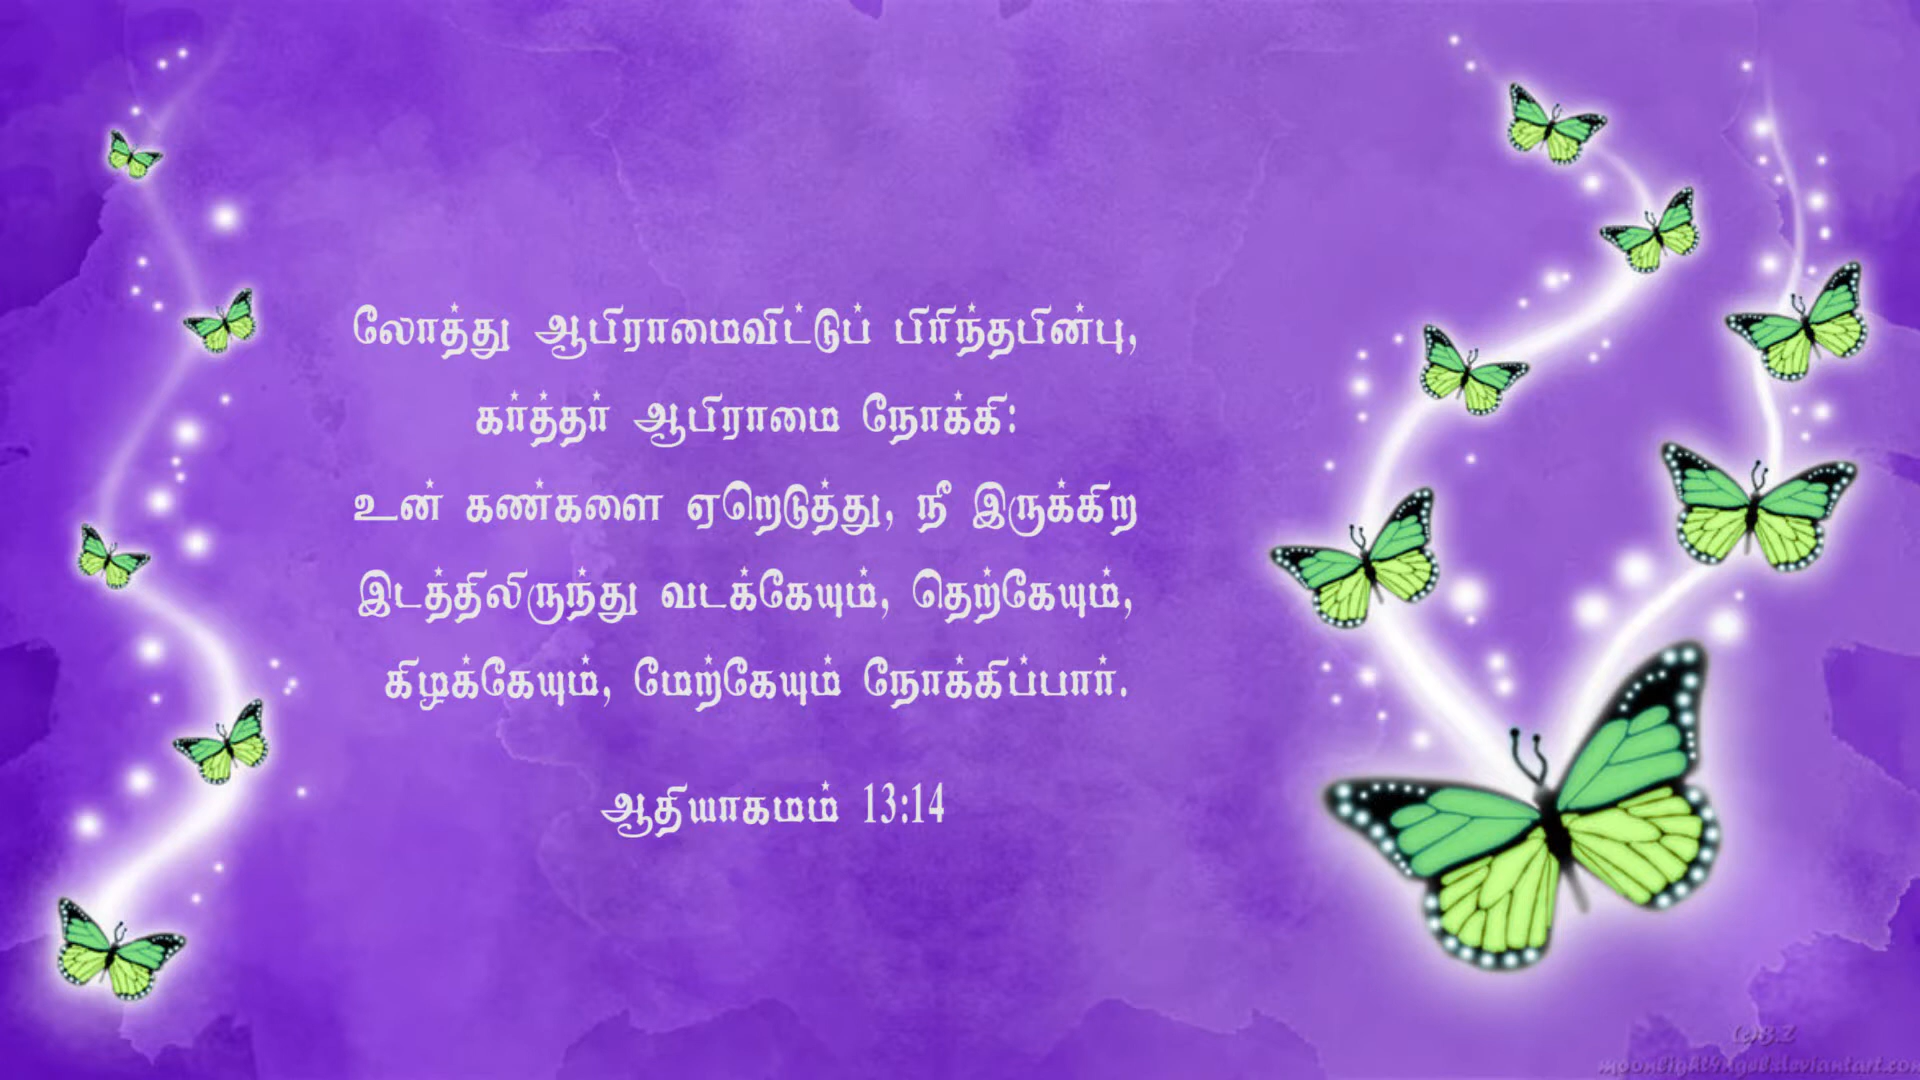 லோத்து ஆபிராமைவிட்டுப் பிரிந்தபின்பு,
கர்த்தர் ஆபிராமை நோக்கி:
உன் கண்களை ஏறெடுத்து, நீ இருக்கிற
இடத்திலிருந்து வடக்கேயும், தெற்கேயும்,
கிழக்கேயும், மேற்கேயும் நோக்கிப்பார்.
ஆதியாகமம் 13:14
(c)B.Z